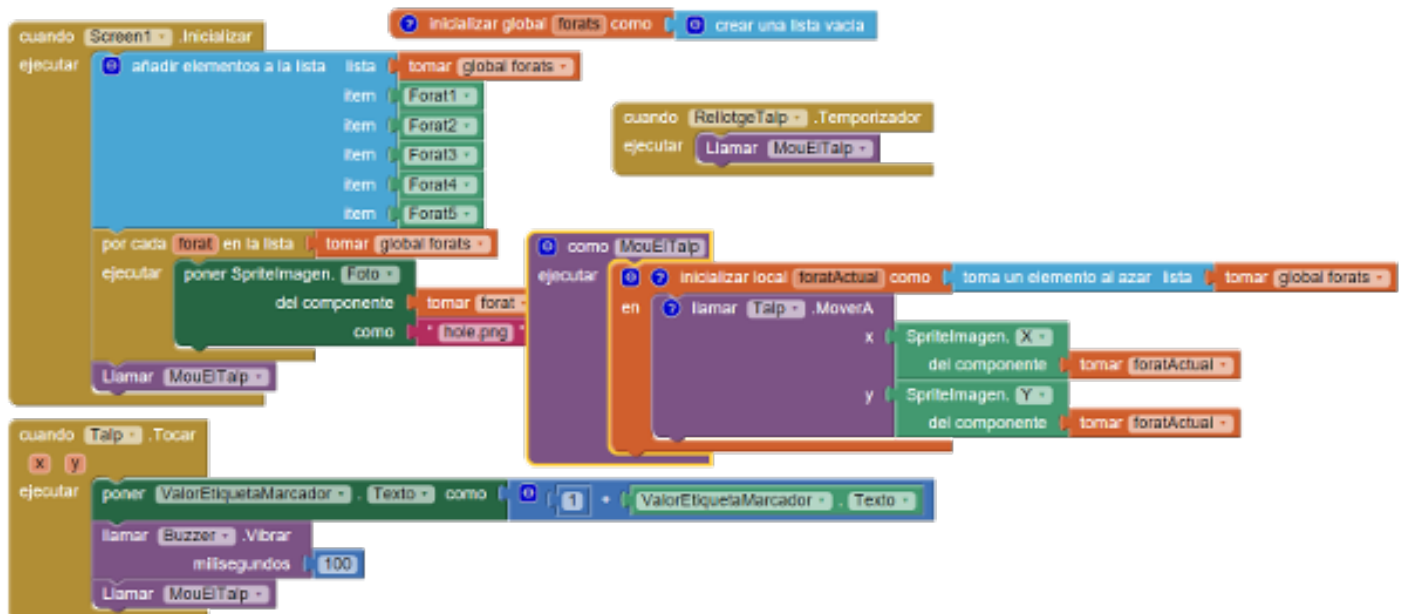 inicializar global forats como crear una lista vacía
cuando Screen1 .Inicializar
ejecutar añadir elementos a la lista lista tomar global forats
item Forat1
item Forat2
item Forat3
item Forat4
item Forat5
por cada forat en la lista tomar global forats
ejecutar poner SpriteImagen. Foto
del componente tomar forat
como " hole.png "
Llamar MouElTalp
cuando RellotgeTalp .Temporizador
ejecutar Llamar MouElTalp
como MouElTalp
ejecutar inicializar local foratActual como toma un elemento al azar lista tomar global forats
en llamar Talp .MoverA
x SpriteImagen. X
del componente tomar foratActual
y SpriteImagen. Y
del componente tomar foratActual
cuando Talp .Tocar
x y
ejecutar poner ValorEtiquetaMarcador . Texto como 1 + ValorEtiquetaMarcador . Texto
llamar Buzzer .Vibrar
milisegundos 100
Llamar MouElTalp